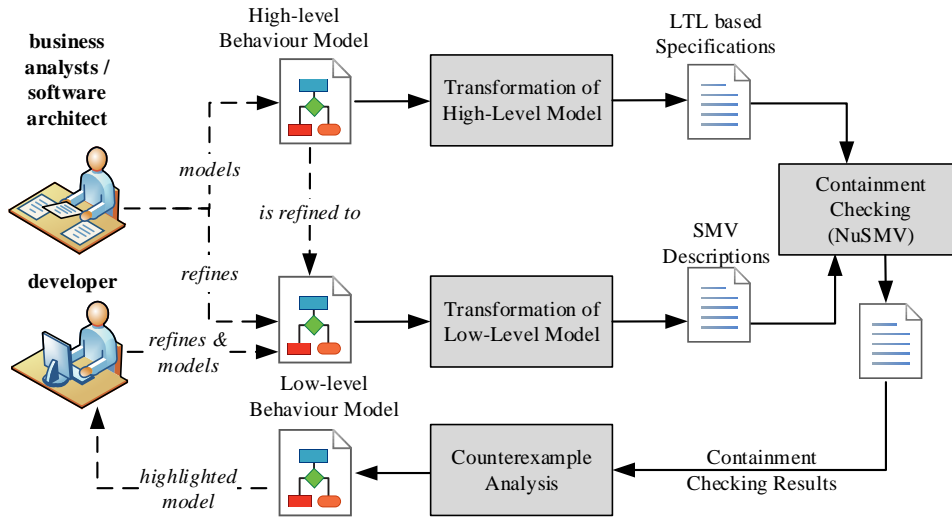 High-level
Behaviour Model
LTL based
Specifications
business
analysts /
software
architect
Transformation of
High-Level Model
models
is refined to
Containment
Checking
(NuSMV)
SMV
Descriptions
refines
developer
Transformation of
Low-Level Model
refines &
models
Low-level
Behaviour Model
highlighted
model
Counterexample
Analysis
Containment
Checking Results